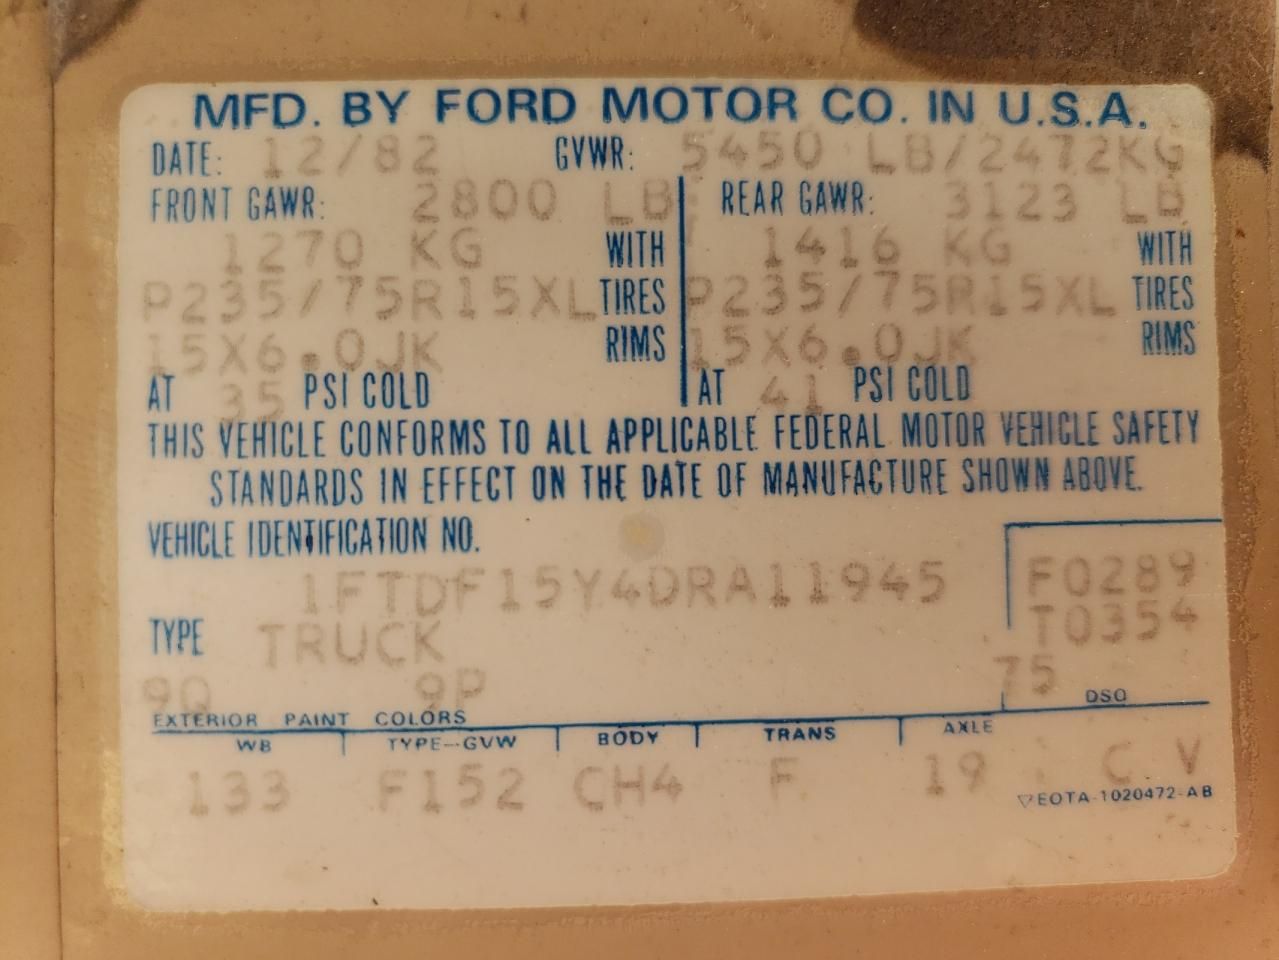 MFD. BY FORD MOTOR CO. IN U.S.A.
DATE: 12/82 GVWR: 5450 LB/2472KG
FRONT GAWR: 2800 LB REAR GAWR: 3123 LB
1270 KG WITH 1416 KG WITH
P235/75R15XL TIRES P235/75R15XL TIRES
15X6.0JK RIMS 15X6.0JK RIMS
AT 35 PSI COLD AT 41 PSI COLD
THIS VEHICLE CONFORMS TO ALL APPLICABLE FEDERAL MOTOR VEHICLE SAFETY
STANDARDS IN EFFECT ON THE DATE OF MANUFACTURE SHOWN ABOVE.
VEHICLE IDENTIFICATION NO.
1FTDF15Y4DRA11945 F0289
TYPE TRUCK T0354
9Q 9P 75
EXTERIOR PAINT COLORS DSO
WB TYPE-GVW BODY TRANS AXLE
133 F152 CH4 F 19 C V
▽EOTA-1020472-AB